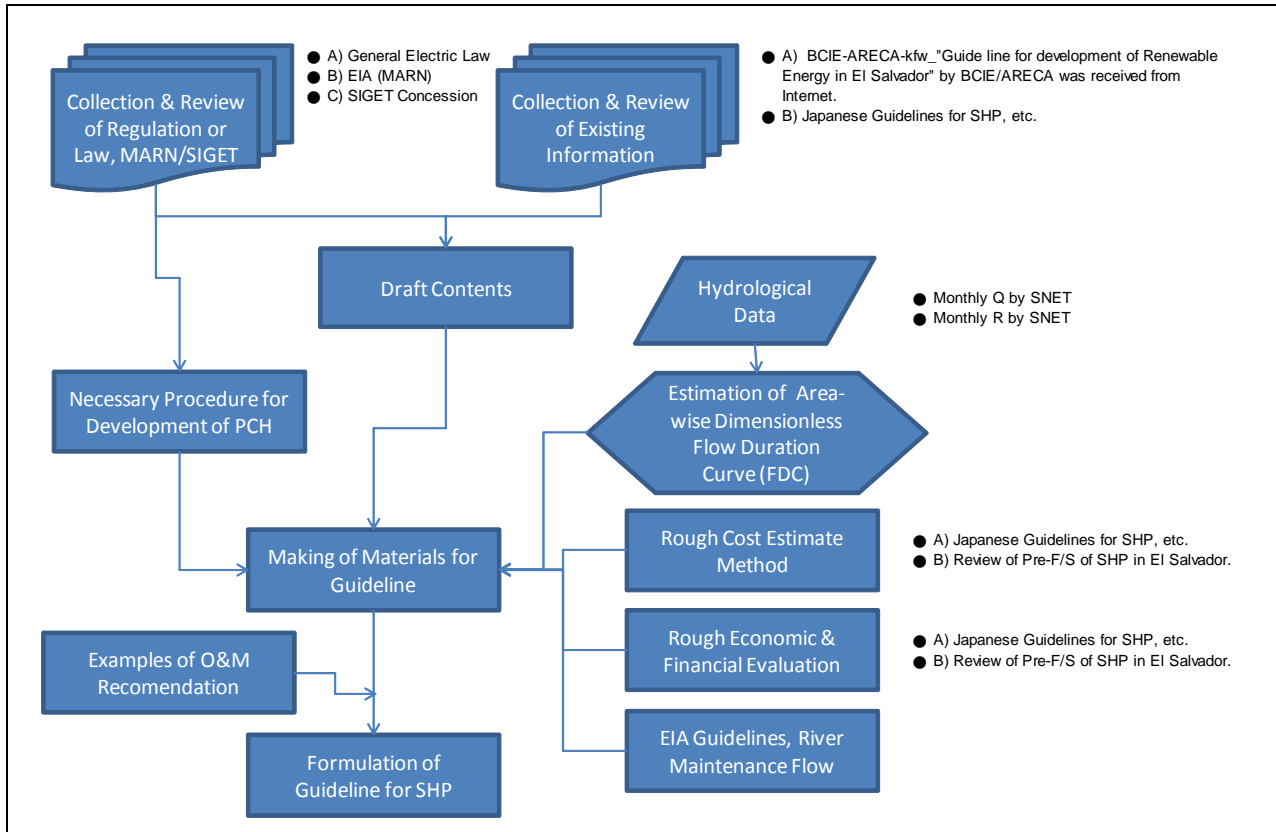 Collection & Review
of Regulation or
Law, MARN/SIGET
● A) General Electric Law
● B) EIA (MARN)
● C) SIGET Concession
Collection & Review
of Existing
Information
● A) BCIE-ARECA-kfw_"Guide line for development of Renewable
Energy in El Salvador" by BCIE/ARECA was received from
Internet.
● B) Japanese Guidelines for SHP, etc.
Draft Contents
Hydrological
Data
● Monthly Q by SNET
● Monthly R by SNET
Necessary Procedure for
Development of PCH
Estimation of Area-
wise Dimensionless
Flow Duration
Curve (FDC)
Making of Materials for
Guideline
Rough Cost Estimate
Method
● A) Japanese Guidelines for SHP, etc.
● B) Review of Pre-F/S of SHP in El Salvador.
Examples of O&M
Recomendation
Rough Economic &
Financial Evaluation
● A) Japanese Guidelines for SHP, etc.
● B) Review of Pre-F/S of SHP in El Salvador.
Formulation of
Guideline for SHP
EIA Guidelines, River
Maintenance Flow